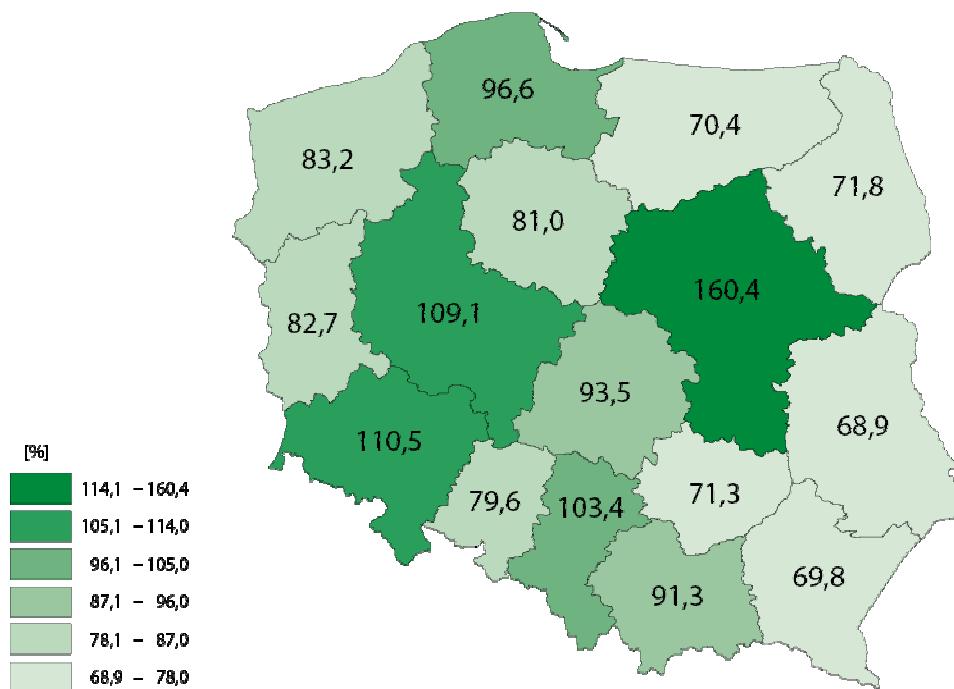 96,6
70,4
83,2
71,8
81,0
160,4
109,1
82,7
93,5
68,9
110,5
79,6
103,4
71,3
69,8
91,3
[%]
114,1 – 160,4
105,1 – 114,0
96,1 – 105,0
87,1 – 96,0
78,1 – 87,0
68,9 – 78,0